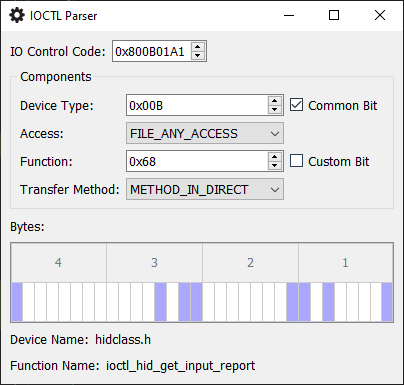 IOCTL Parser
IO Control Code: 0x800B01A1
Components
Device Type: 0x00B Common Bit
Access: FILE_ANY_ACCESS
Function: 0x68 Custom Bit
Transfer Method: METHOD_IN_DIRECT
Bytes:
4 3 2 1
Device Name: hidclass.h
Function Name: ioctl_hid_get_input_report